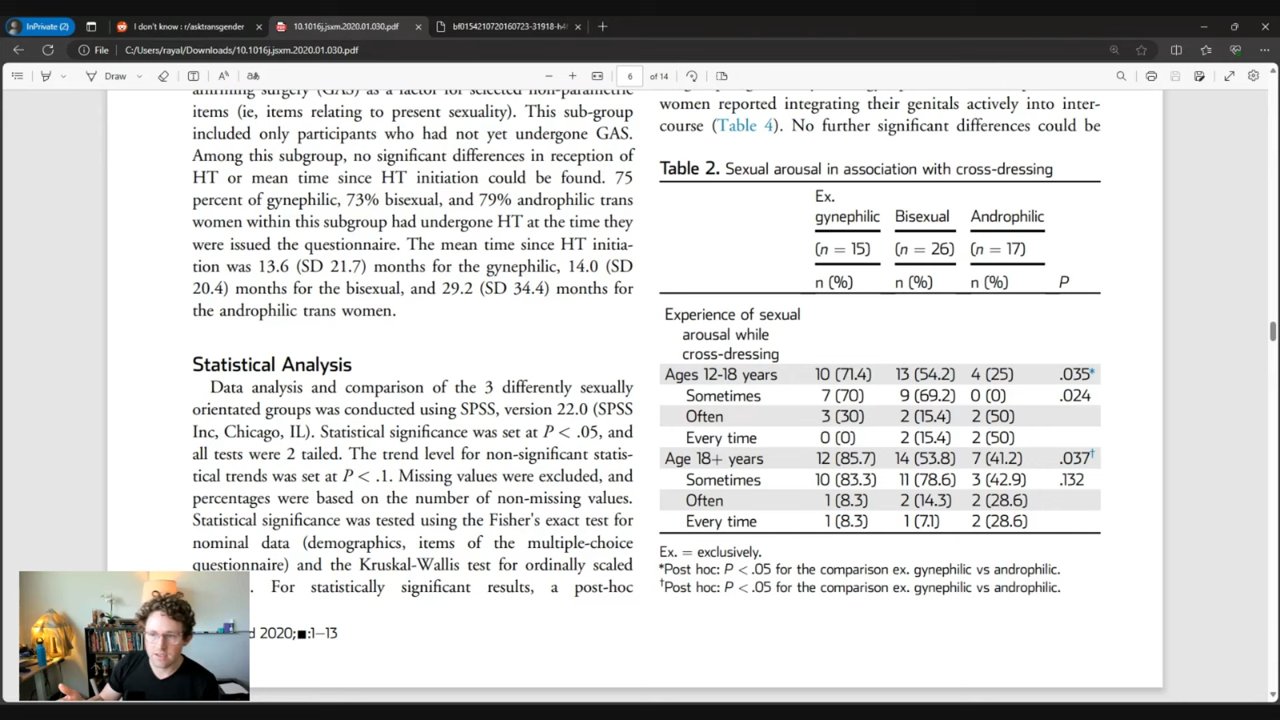 InPrivate (2)
I don't know : r/asktransgender
10.1016j.jsxm.2020.01.030.pdf
bf0154210720160723-31918-h4
File
C:/Users/rayal/Downloads/10.1016j.jsxm.2020.01.030.pdf
Draw
6
of 14
affirming surgery (GAS) as a factor for selected non-parametric
items (ie, items relating to present sexuality). This sub-group
included only participants who had not yet undergone GAS.
Among this subgroup, no significant differences in reception of
HT or mean time since HT initiation could be found. 75
percent of gynephilic, 73% bisexual, and 79% androphilic trans
women within this subgroup had undergone HT at the time they
were issued the questionnaire. The mean time since HT initia-
tion was 13.6 (SD 21.7) months for the gynephilic, 14.0 (SD
20.4) months for the bisexual, and 29.2 (SD 34.4) months for
the androphilic trans women.
Statistical Analysis
Data analysis and comparison of the 3 differently sexually
orientated groups was conducted using SPSS, version 22.0 (SPSS
Inc, Chicago, IL). Statistical significance was set at P < .05, and
all tests were 2 tailed. The trend level for non-significant statis-
tical trends was set at P < .1. Missing values were excluded, and
percentages were based on the number of non-missing values.
Statistical significance was tested using the Fisher's exact test for
nominal data (demographics, items of the multiple-choice
questionnaire) and the Kruskal-Wallis test for ordinally scaled
. For statistically significant results, a post-hoc
2020;■:1–13
women reported integrating their genitals actively into inter-
course (Table 4). No further significant differences could be
Table 2. Sexual arousal in association with cross-dressing
Ex.
gynephilic Bisexual Androphilic
(n = 15) (n = 26) (n = 17)
n (%) n (%) n (%) P
Experience of sexual
arousal while
cross-dressing
Ages 12-18 years 10 (71.4) 13 (54.2) 4 (25) .035*
Sometimes 7 (70) 9 (69.2) 0 (0) .024
Often 3 (30) 2 (15.4) 2 (50)
Every time 0 (0) 2 (15.4) 2 (50)
Age 18+ years 12 (85.7) 14 (53.8) 7 (41.2) .037†
Sometimes 10 (83.3) 11 (78.6) 3 (42.9) .132
Often 1 (8.3) 2 (14.3) 2 (28.6)
Every time 1 (8.3) 1 (7.1) 2 (28.6)
Ex. = exclusively.
*Post hoc: P < .05 for the comparison ex. gynephilic vs androphilic.
†Post hoc: P < .05 for the comparison ex. gynephilic vs androphilic.